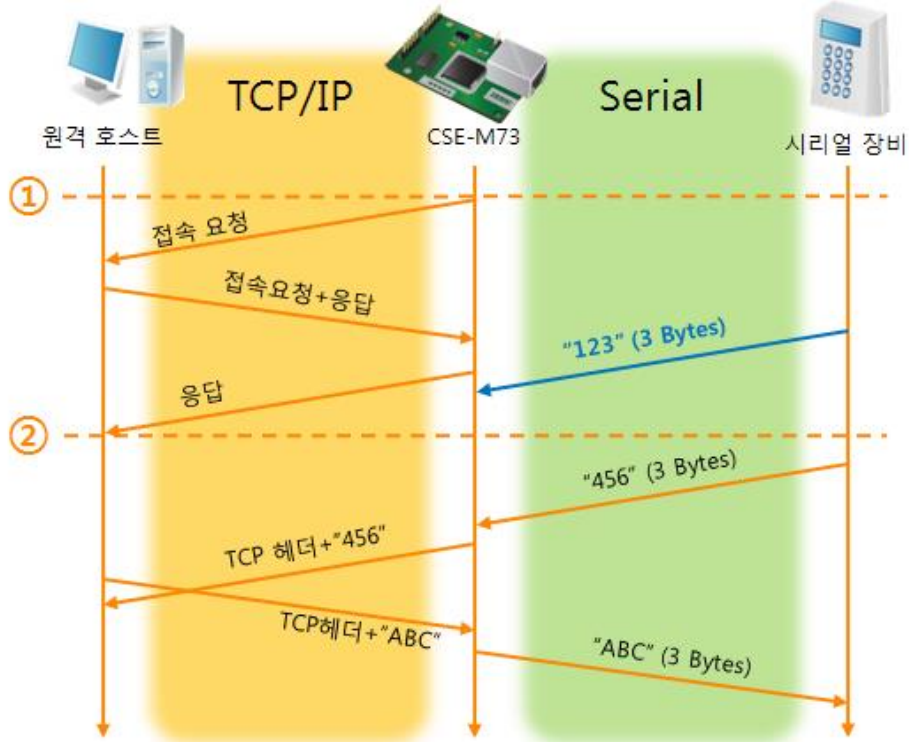 TCP/IP
Serial
원격 호스트
CSE-M73
시리얼 장비
①
접속 요청
접속요청+응답
“123” (3 Bytes)
응답
②
“456” (3 Bytes)
TCP 헤더+”456”
TCP헤더+”ABC”
“ABC” (3 Bytes)